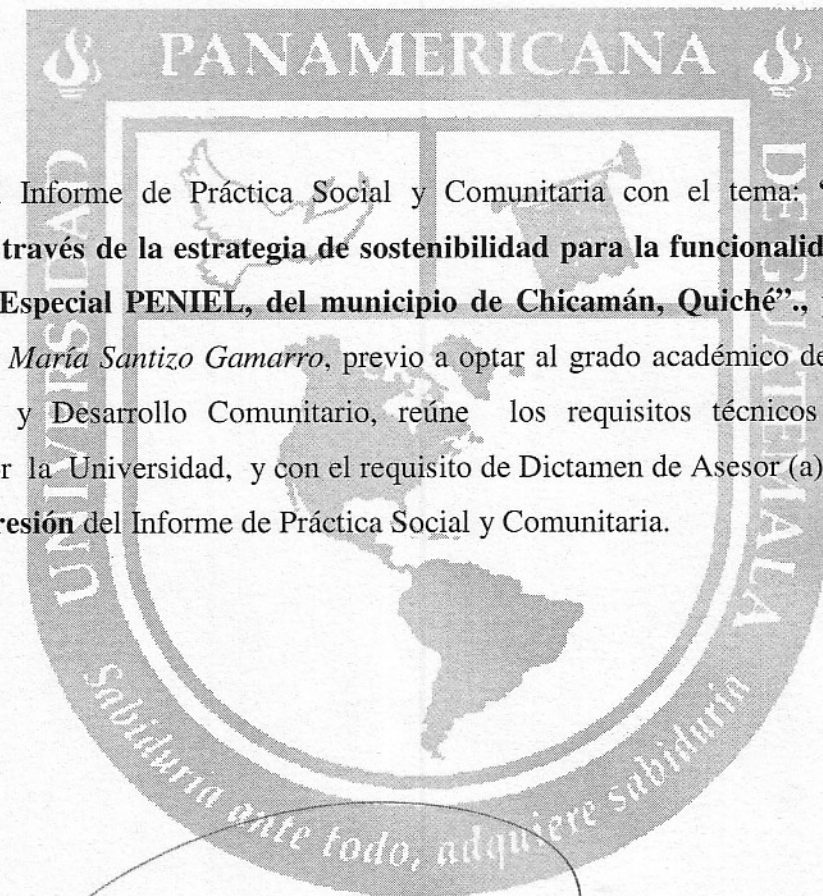 PANAMERICANA
UNIVERSIDAD
DE GUATEMALA
Informe de Práctica Social y Comunitaria con el tema: “
través de la estrategia de sostenibilidad para la funcionalid
Especial PENIEL, del municipio de Chicamán, Quiché”.,
María Santizo Gamarro, previo a optar al grado académico de
y Desarrollo Comunitario, reúne los requisitos técnicos
r la Universidad, y con el requisito de Dictamen de Asesor (a)
resión del Informe de Práctica Social y Comunitaria.
Sabiduría ante todo, adquiere sabiduría